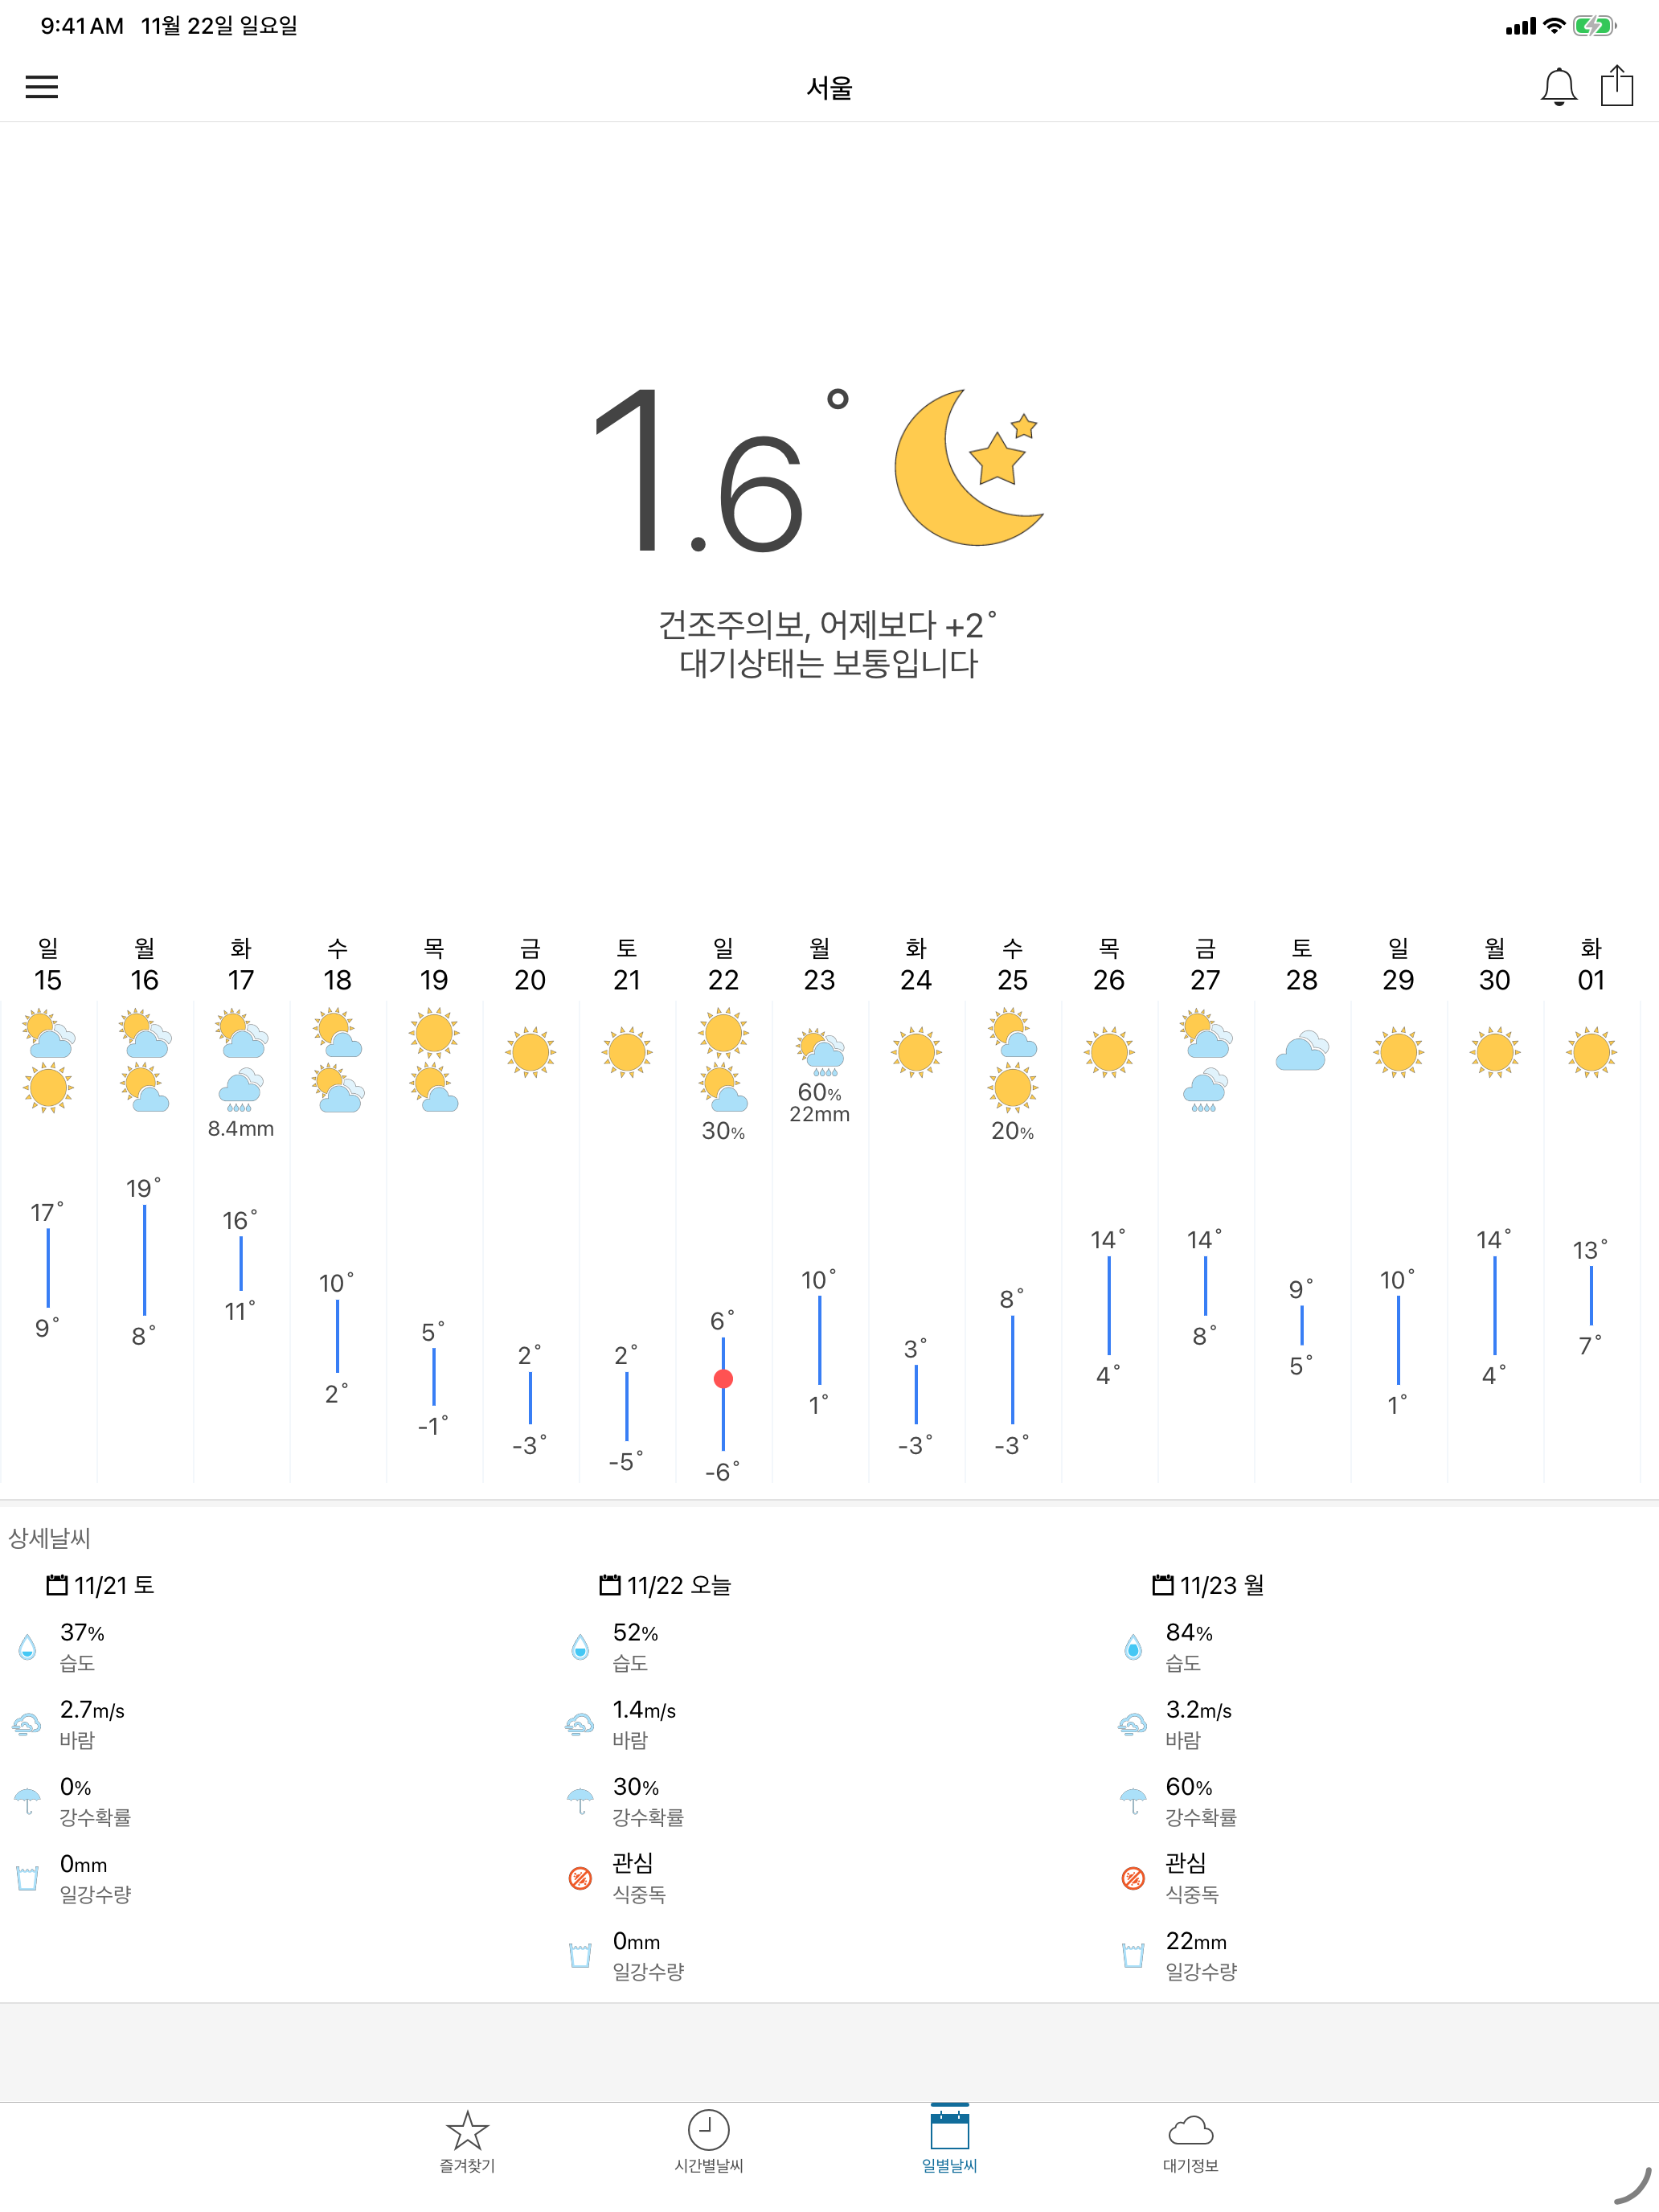 9:41 AM 11월 22일 일요일
서울
1.6°
건조주의보, 어제보다 +2°
대기상태는 보통입니다
일 월 화 수 목 금 토 일 월 화 수 목 금 토 일 월 화
15 16 17 18 19 20 21 22 23 24 25 26 27 28 29 30 01
8.4mm 30% 60% 20%
22mm
17° 19° 16° 10° 5° 2° 2° 6° 10° 3° 8° 14° 14° 9° 10° 14° 13°
9° 8° 11° 2° -1° -3° -5° -6° 1° -3° -3° 4° 8° 5° 1° 4° 7°
상세날씨
11/21 토
37%
습도
2.7m/s
바람
0%
강수확률
0mm
일강수량
11/22 오늘
52%
습도
1.4m/s
바람
30%
강수확률
관심
식중독
0mm
일강수량
11/23 월
84%
습도
3.2m/s
바람
60%
강수확률
관심
식중독
22mm
일강수량
즐겨찾기 시간별날씨 일별날씨 대기정보